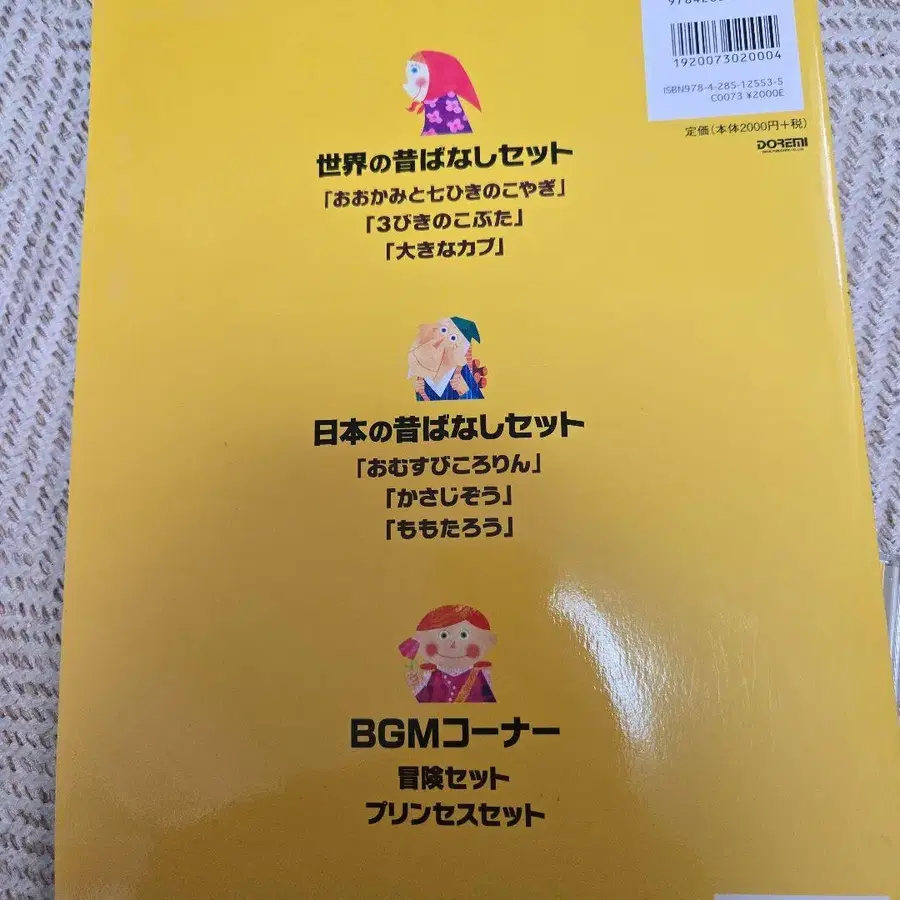 1920073020004
ISBN978-4-285-12553-5
C0073 ¥2000E
定価(本体2000円+税)
DOREMI
世界の昔ばなしセット
「おおかみと七ひきのこやぎ」
「3びきのこぶた」
「大きなカブ」
日本の昔ばなしセット
「おむすびころりん」
「かさじぞう」
「ももたろう」
BGMコーナー
冒険セット
プリンセスセット